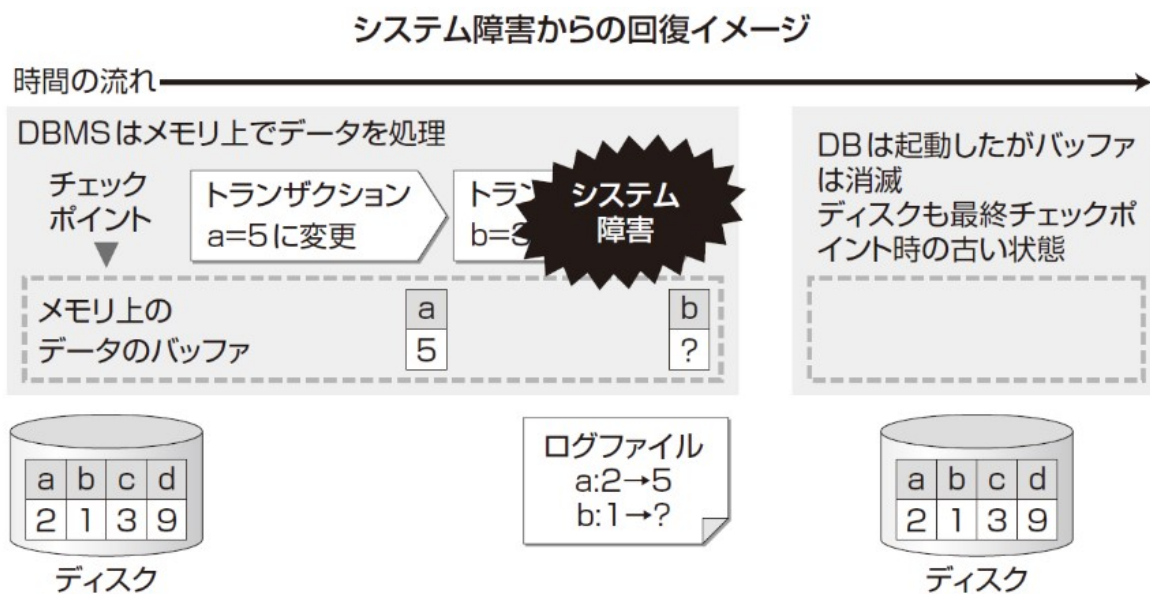 システム障害からの回復イメージ
時間の流れ
DBMSはメモリ上でデータを処理
チェック
ポイント
トランザクション
a=5に変更
トラン
b=3
システム
障害
メモリ上の
データのバッファ
a
5
b
?
DBは起動したがバッファ
は消滅
ディスクも最終チェックポ
イント時の古い状態
a b c d
2 1 3 9
ディスク
ログファイル
a:2→5
b:1→?
a b c d
2 1 3 9
ディスク